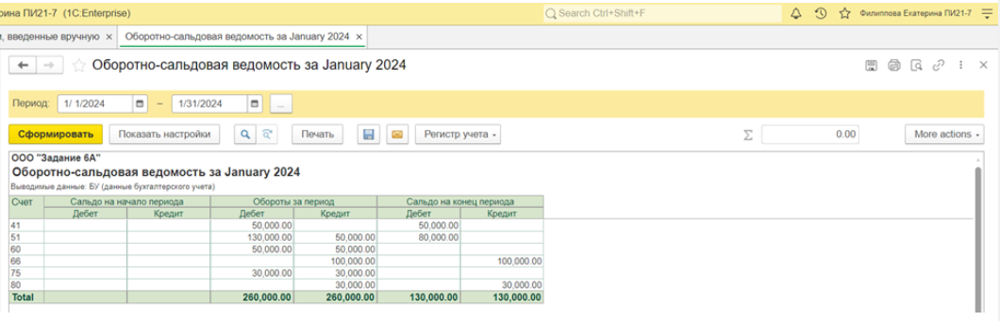 рина ПИ21-7 (1C:Enterprise)
Search Ctrl+Shift+F
Филиппова Екатерина ПИ21-7
, введенные вручную ×
Оборотно-сальдовая ведомость за January 2024 ×
Оборотно-сальдовая ведомость за January 2024
Период: 1/ 1/2024 – 1/31/2024 ...
Сформировать Показать настройки Печать Регистр учета Σ 0.00 More actions
ООО "Задание 6А"
Оборотно-сальдовая ведомость за January 2024
Выводимые данные: БУ (данные бухгалтерского учета)
Счет Сальдо на начало периода Обороты за период Сальдо на конец периода
Дебет Кредит Дебет Кредит Дебет Кредит
41 50,000.00 50,000.00
51 130,000.00 50,000.00 80,000.00
60 50,000.00 50,000.00
66 100,000.00 100,000.00
75 30,000.00 30,000.00
80 30,000.00 30,000.00
Total 260,000.00 260,000.00 130,000.00 130,000.00